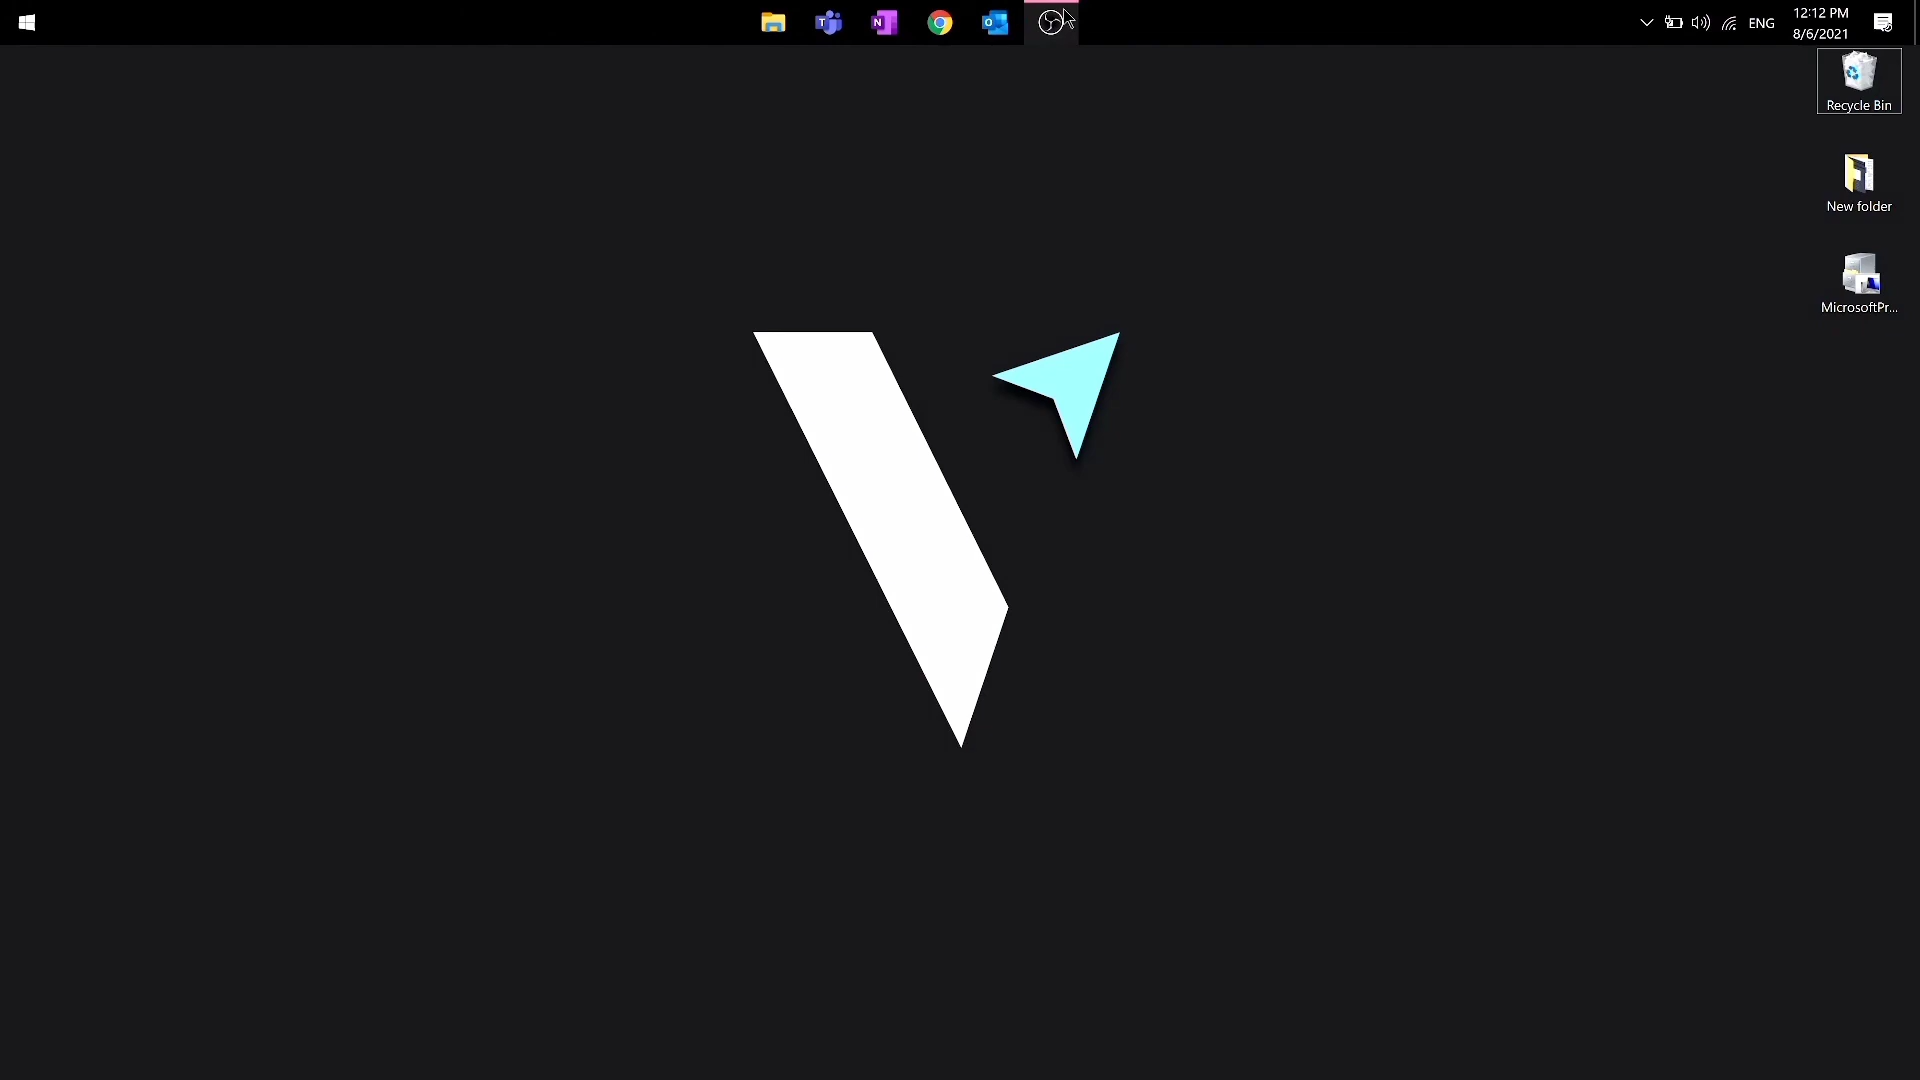 ENG
12:12 PM
8/6/2021
Recycle Bin
New folder
MicrosoftPr...